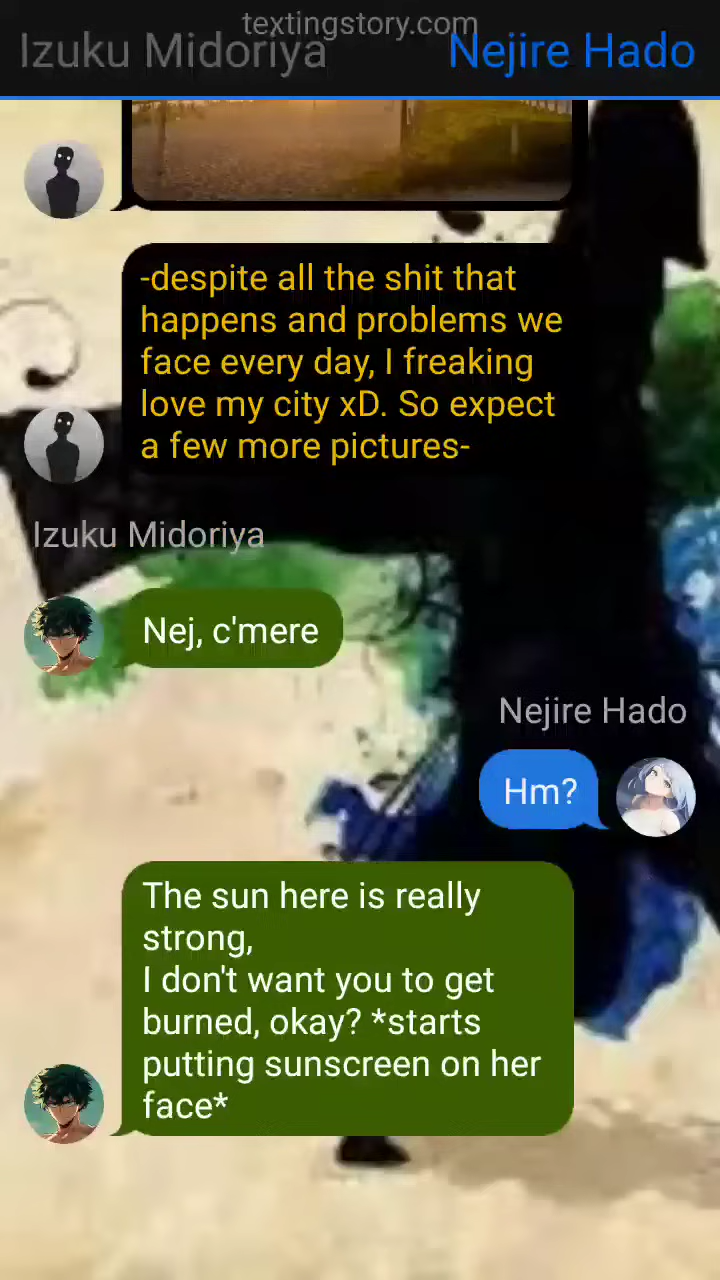 textingstory.com
Izuku Midoriya
Nejire Hado
-despite all the shit that
happens and problems we
face every day, I freaking
love my city xD. So expect
a few more pictures-
Izuku Midoriya
Nej, c'mere
Nejire Hado
Hm?
The sun here is really
strong,
I don't want you to get
burned, okay? *starts
putting sunscreen on her
face*